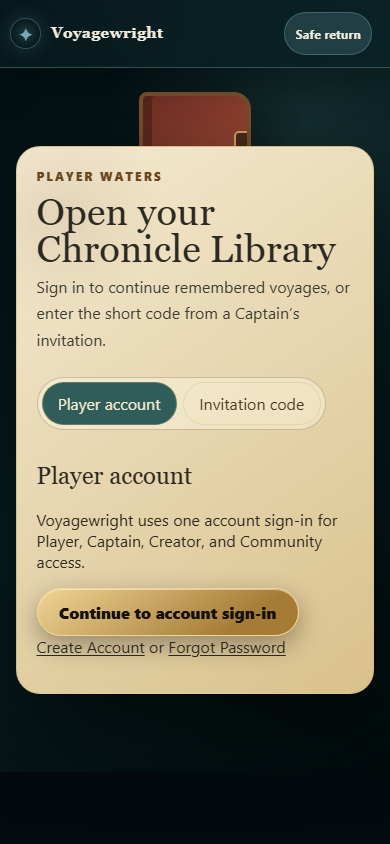 Voyagewright
Safe return
PLAYER WATERS
Open your
Chronicle Library
Sign in to continue remembered voyages, or
enter the short code from a Captain’s
invitation.
Player account
Invitation code
Player account
Voyagewright uses one account sign-in for
Player, Captain, Creator, and Community
access.
Continue to account sign-in
Create Account or Forgot Password